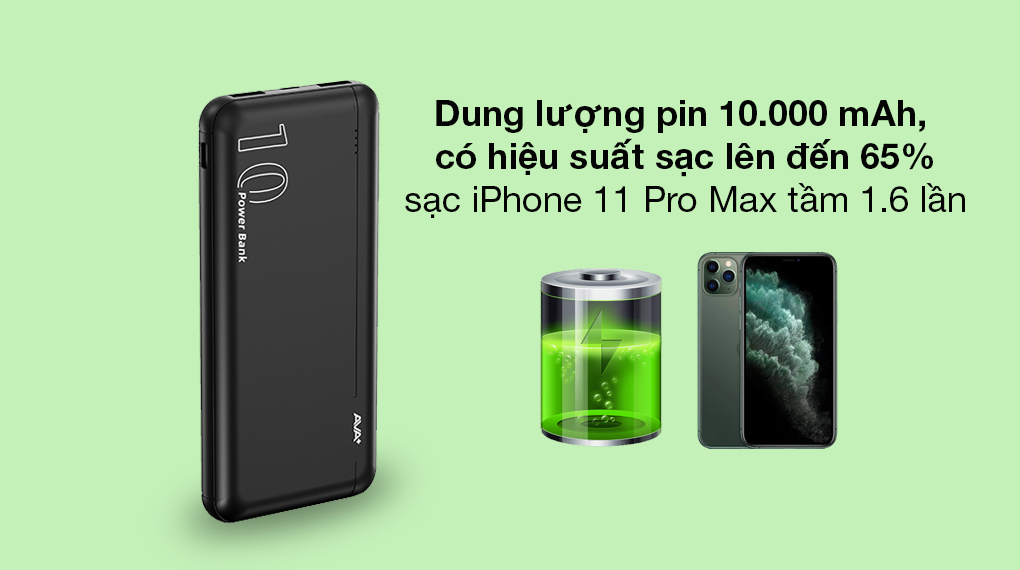 Dung lượng pin 10.000 mAh,
có hiệu suất sạc lên đến 65%
sạc iPhone 11 Pro Max tầm 1.6 lần
10
Power Bank
AVA+